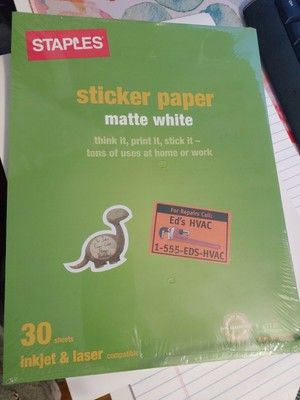 STAPLES
sticker paper
matte white
think it, print it, stick it –
tons of uses at home or work
For Repairs Call:
Ed's HVAC
1-555-EDS-HVAC
30 sheets
inkjet & laser compatible